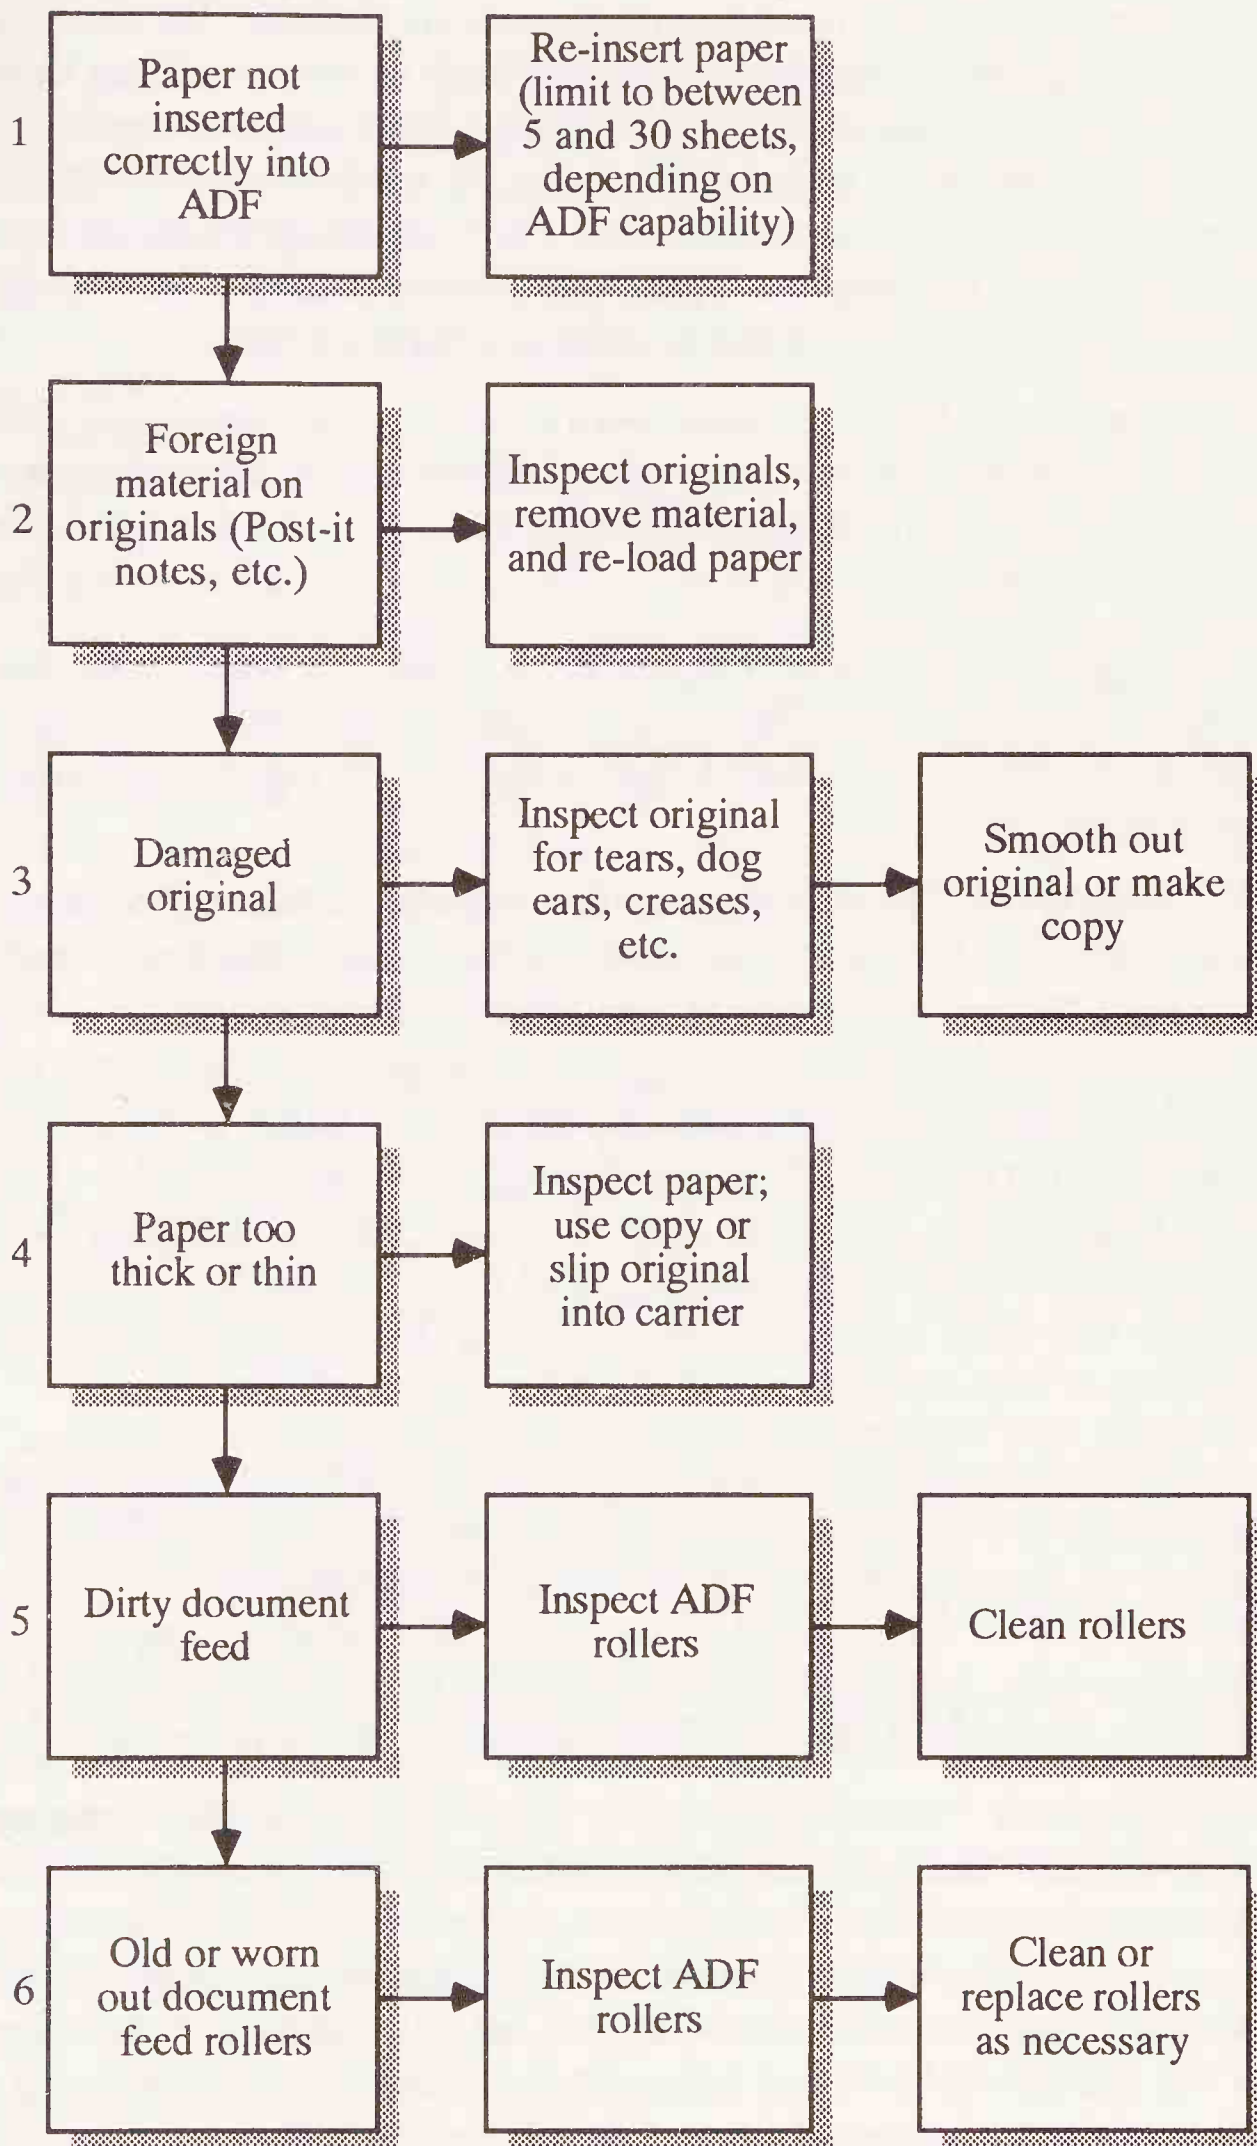 1
Paper not
inserted
correctly into
ADF
Re-insert paper
(limit to between
5 and 30 sheets,
depending on
ADF capability)
2
Foreign
material on
originals (Post-it
notes, etc.)
Inspect originals,
remove material,
and re-load paper
3
Damaged
original
Inspect original
for tears, dog
ears, creases,
etc.
Smooth out
original or make
copy
4
Paper too
thick or thin
Inspect paper;
use copy or
slip original
into carrier
5
Dirty document
feed
Inspect ADF
rollers
Clean rollers
6
Old or worn
out document
feed rollers
Inspect ADF
rollers
Clean or
replace rollers
as necessary